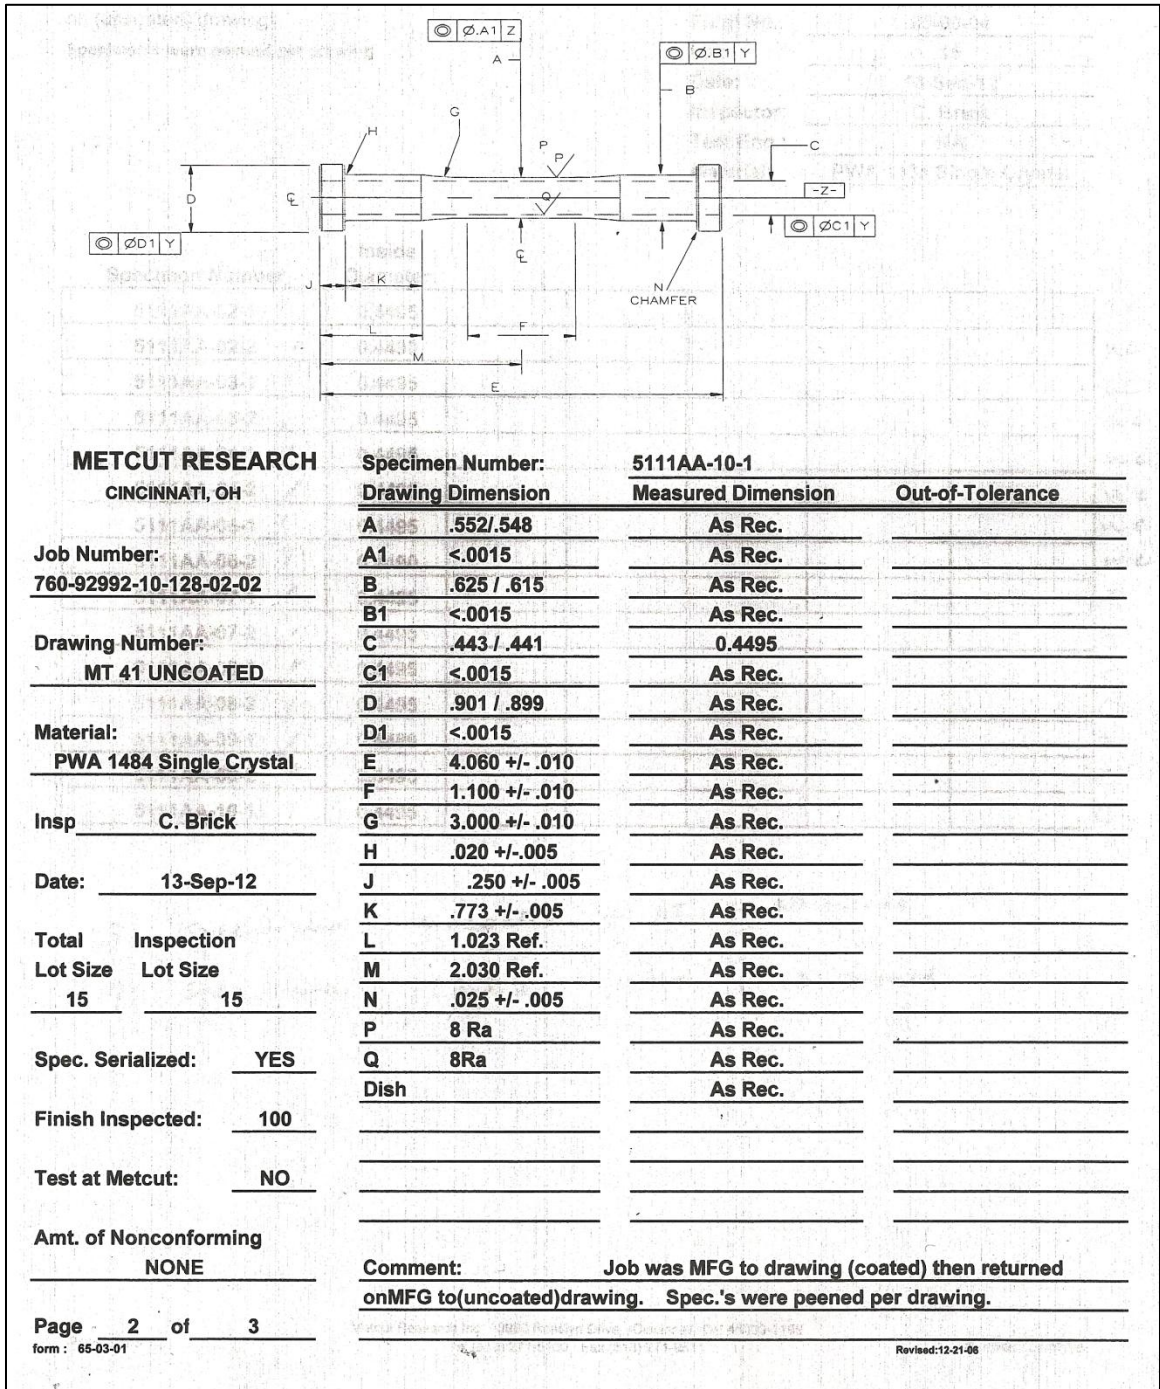 Ø.A1 Z
Ø.B1 Y
A
B
G
H
P
P
C
D
℄
Q
-Z-
ØD1 Y
ØC1 Y
℄
J
K
N
CHAMFER
L
F
M
E
METCUT RESEARCH
CINCINNATI, OH
Job Number:
760-92992-10-128-02-02
Drawing Number:
MT 41 UNCOATED
Material:
PWA 1484 Single Crystal
Insp C. Brick
Date: 13-Sep-12
Total Inspection
Lot Size Lot Size
15 15
Spec. Serialized: YES
Finish Inspected: 100
Test at Metcut: NO
Amt. of Nonconforming
NONE
Page 2 of 3
form : 65-03-01
Specimen Number: 5111AA-10-1
Drawing Dimension Measured Dimension Out-of-Tolerance
A .552/.548 As Rec.
A1 <.0015 As Rec.
B .625 / .615 As Rec.
B1 <.0015 As Rec.
C .443 / .441 0.4495
C1 <.0015 As Rec.
D .901 / .899 As Rec.
D1 <.0015 As Rec.
E 4.060 +/- .010 As Rec.
F 1.100 +/- .010 As Rec.
G 3.000 +/- .010 As Rec.
H .020 +/-.005 As Rec.
J .250 +/- .005 As Rec.
K .773 +/- .005 As Rec.
L 1.023 Ref. As Rec.
M 2.030 Ref. As Rec.
N .025 +/- .005 As Rec.
P 8 Ra As Rec.
Q 8Ra As Rec.
Dish As Rec.
Comment: Job was MFG to drawing (coated) then returned
onMFG to(uncoated)drawing. Spec.'s were peened per drawing.
Revised:12-21-06